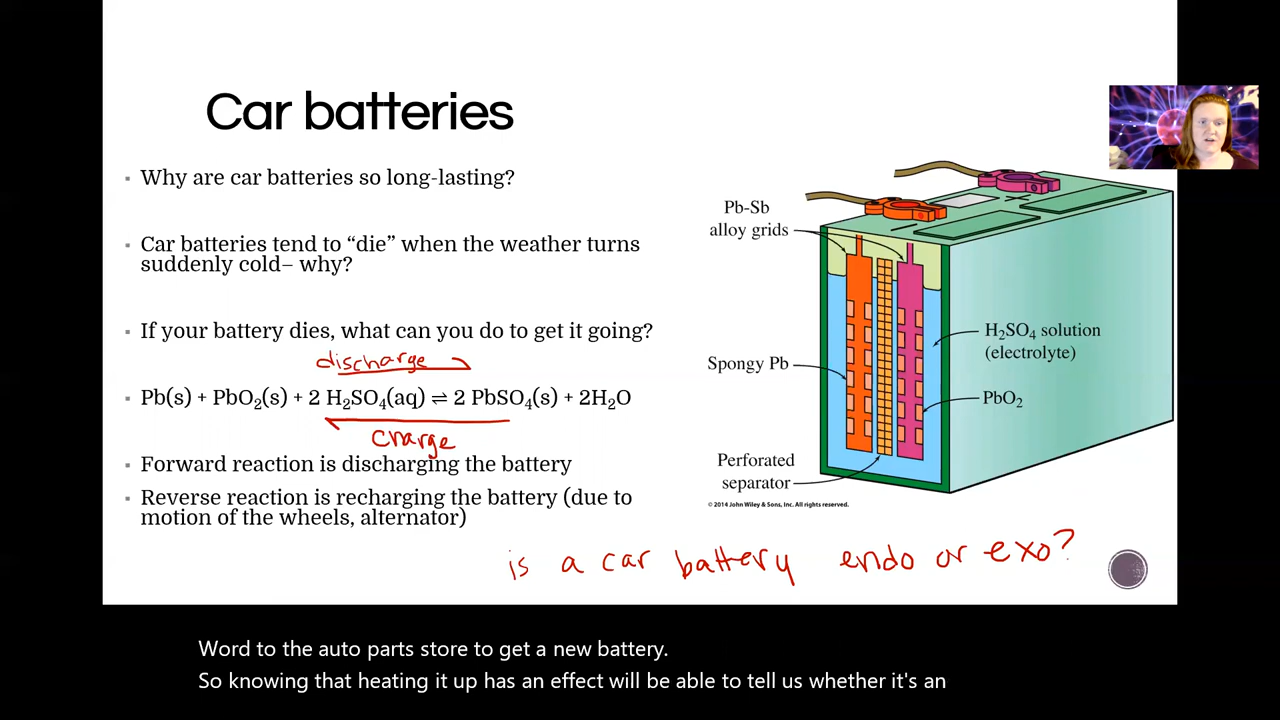 Car batteries
▪ Why are car batteries so long-lasting?
▪ Car batteries tend to “die” when the weather turns
suddenly cold– why?
▪ If your battery dies, what can you do to get it going?
discharge
▪ Pb(s) + PbO₂(s) + 2 H₂SO₄(aq) ⇌ 2 PbSO₄(s) + 2H₂O
charge
▪ Forward reaction is discharging the battery
▪ Reverse reaction is recharging the battery (due to
motion of the wheels, alternator)
Pb-Sb
alloy grids
Spongy Pb
Perforated
separator
H₂SO₄ solution
(electrolyte)
PbO₂
− +
© 2014 John Wiley & Sons, Inc. All rights reserved.
is a car battery endo or exo?
Word to the auto parts store to get a new battery.
So knowing that heating it up has an effect will be able to tell us whether it's an